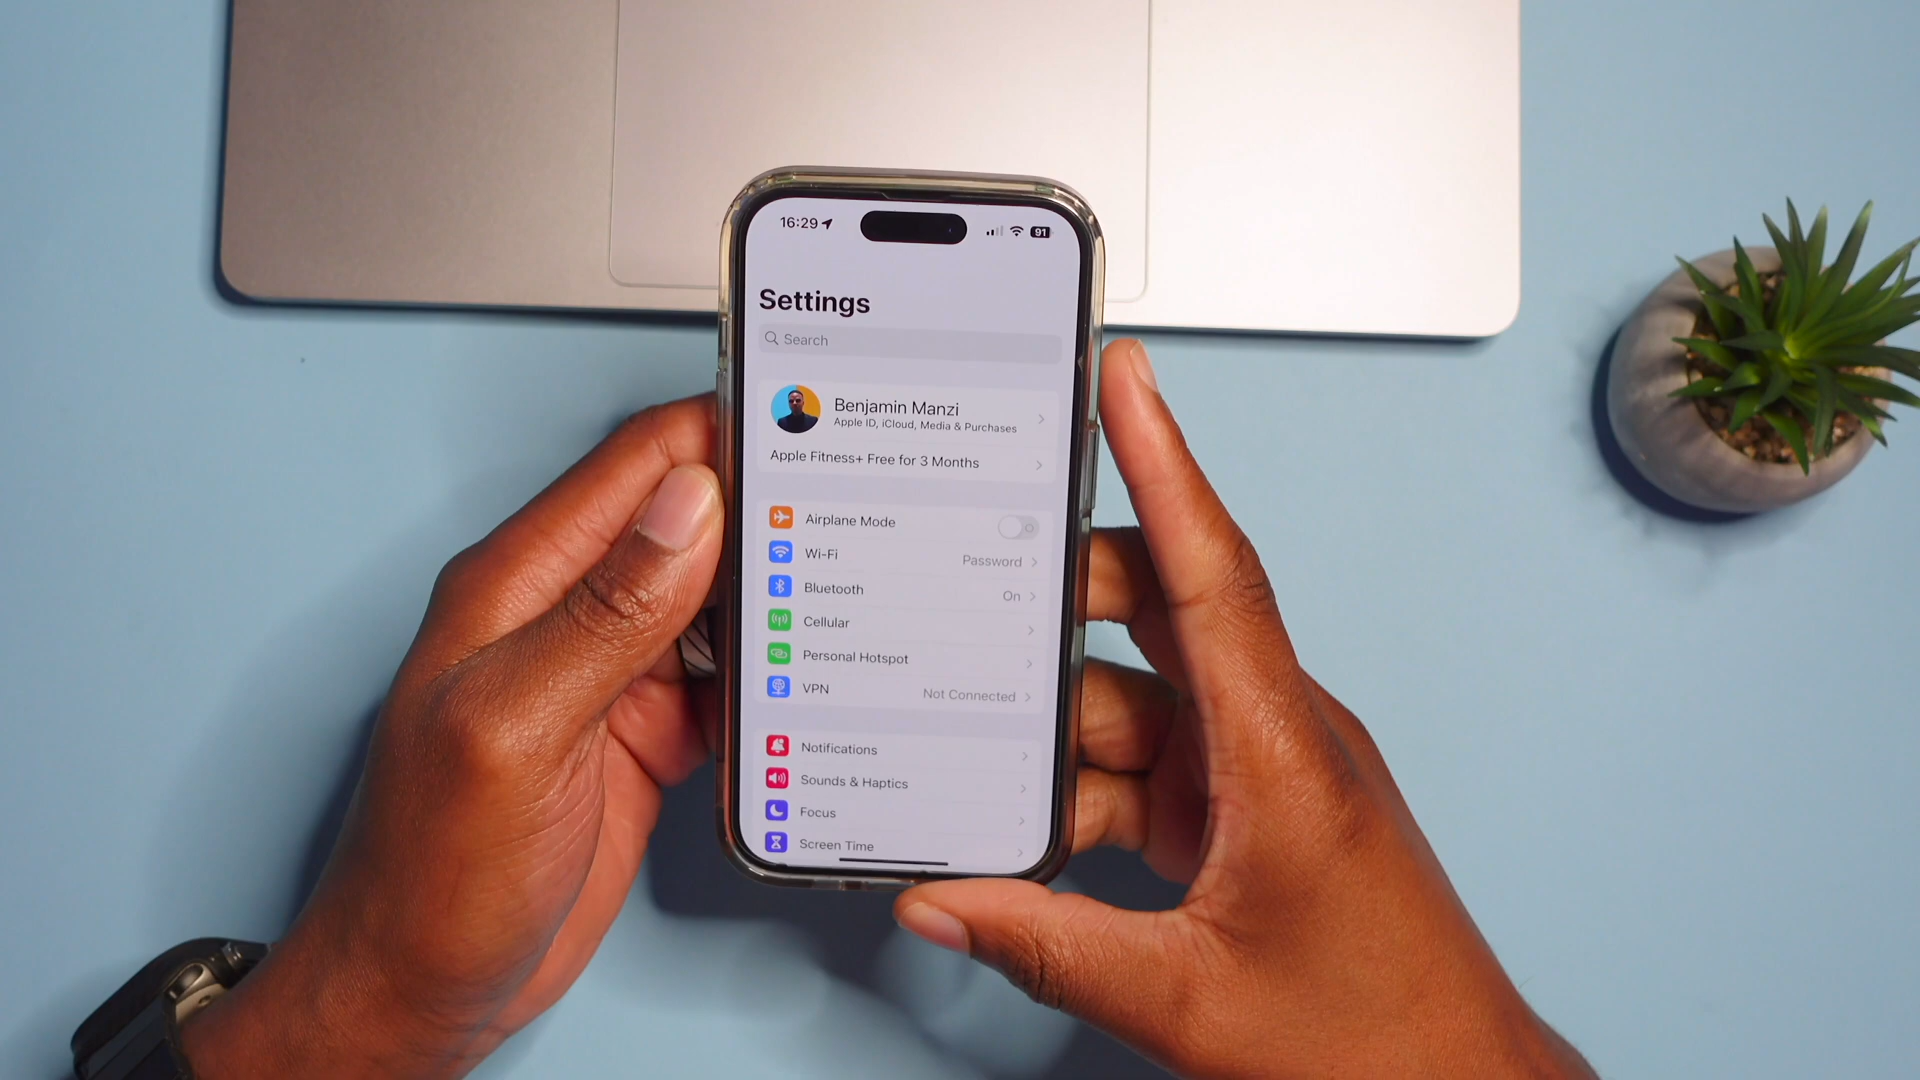 16:29
91
Settings
Search
Benjamin Manzi
Apple ID, iCloud, Media & Purchases
Apple Fitness+ Free for 3 Months
Airplane Mode
Wi-Fi Password
Bluetooth On
Cellular
Personal Hotspot
VPN Not Connected
Notifications
Sounds & Haptics
Focus
Screen Time